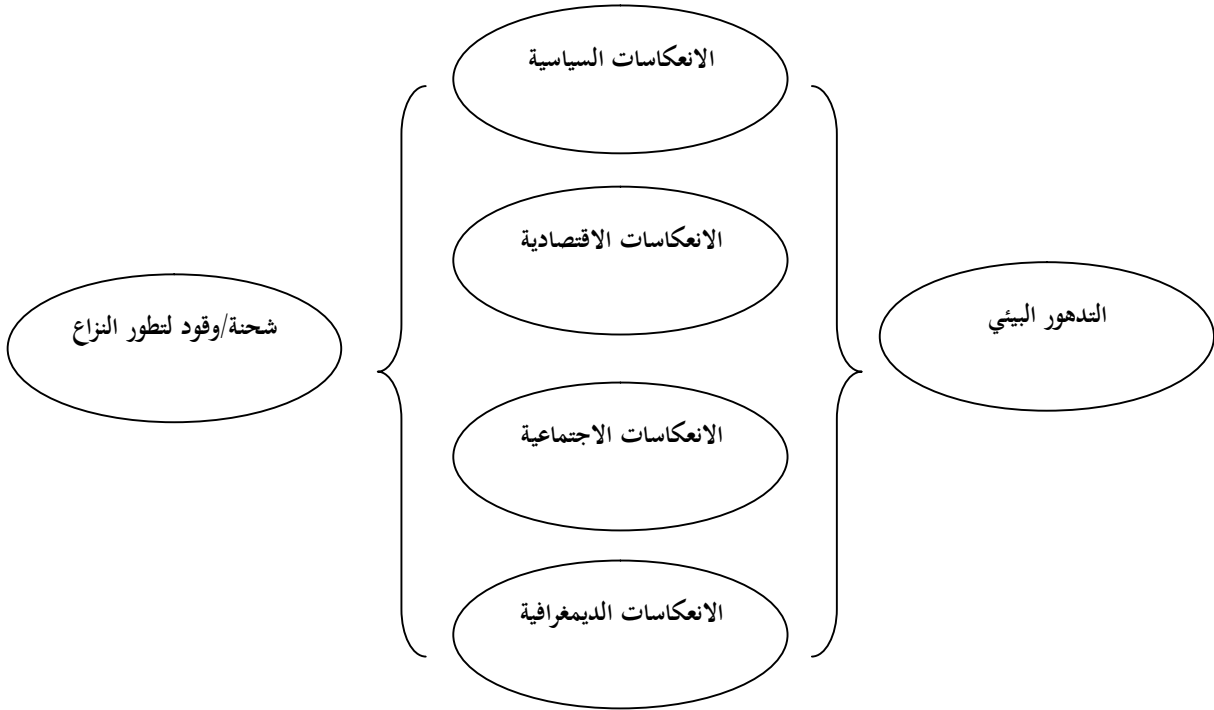 التدهور البيئي
الانعكاسات السياسية
الانعكاسات الاقتصادية
الانعكاسات الاجتماعية
الانعكاسات الديمغرافية
شحنة/وقود لتطور النزاع